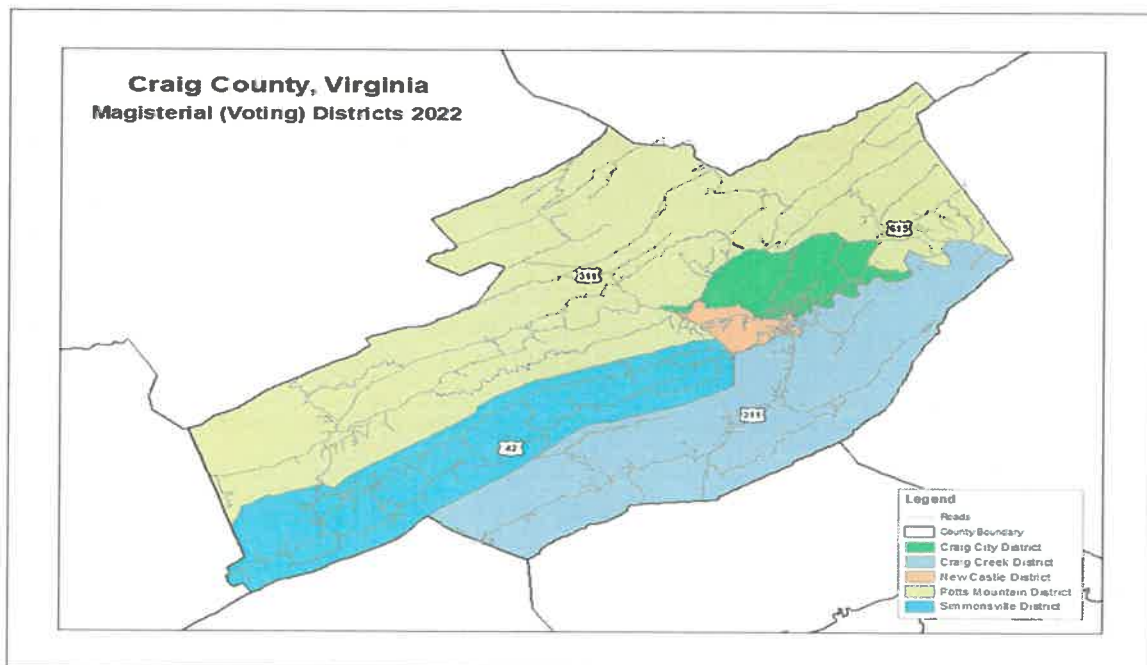 Craig County, Virginia
Magisterial (Voting) Districts 2022
615
311
311
42
Legend
Roads
County Boundary
Craig City District
Craig Creek District
New Castle District
Potts Mountain District
Simmonsville District